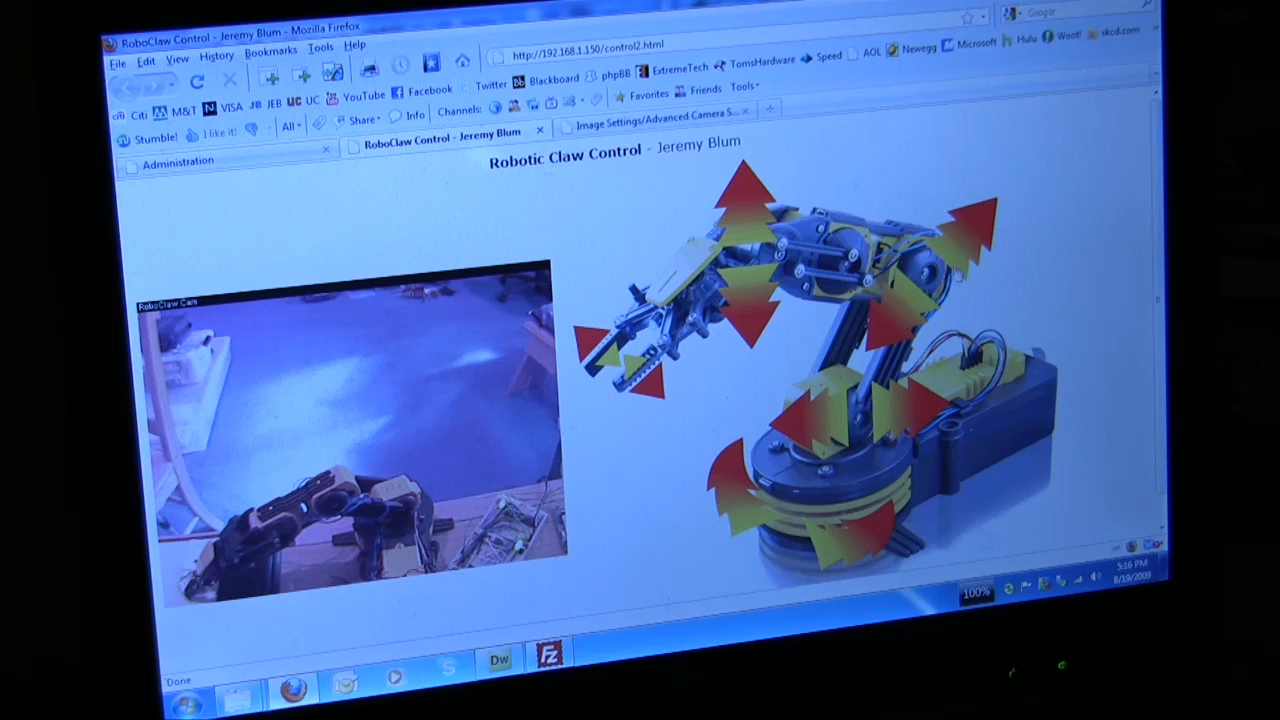 RoboClaw Control - Jeremy Blum - Mozilla Firefox
File Edit View History Bookmarks Tools Help
http://192.168.1.150/control2.html
Google
Citi M&T VISA JEB UC YouTube Facebook Twitter Blackboard phpBB ExtremeTech TomsHardware Speed AOL Newegg Microsoft Hulu Woot! xkcd.com
Stumble! I like it! All Share Info Channels: Favorites Friends Tools
Administration
RoboClaw Control - Jeremy Blum
Image Settings/Advanced Camera S...
Robotic Claw Control - Jeremy Blum
RoboClaw Cam
Done
100%
5:16 PM
8/19/2009
Dw
Fz